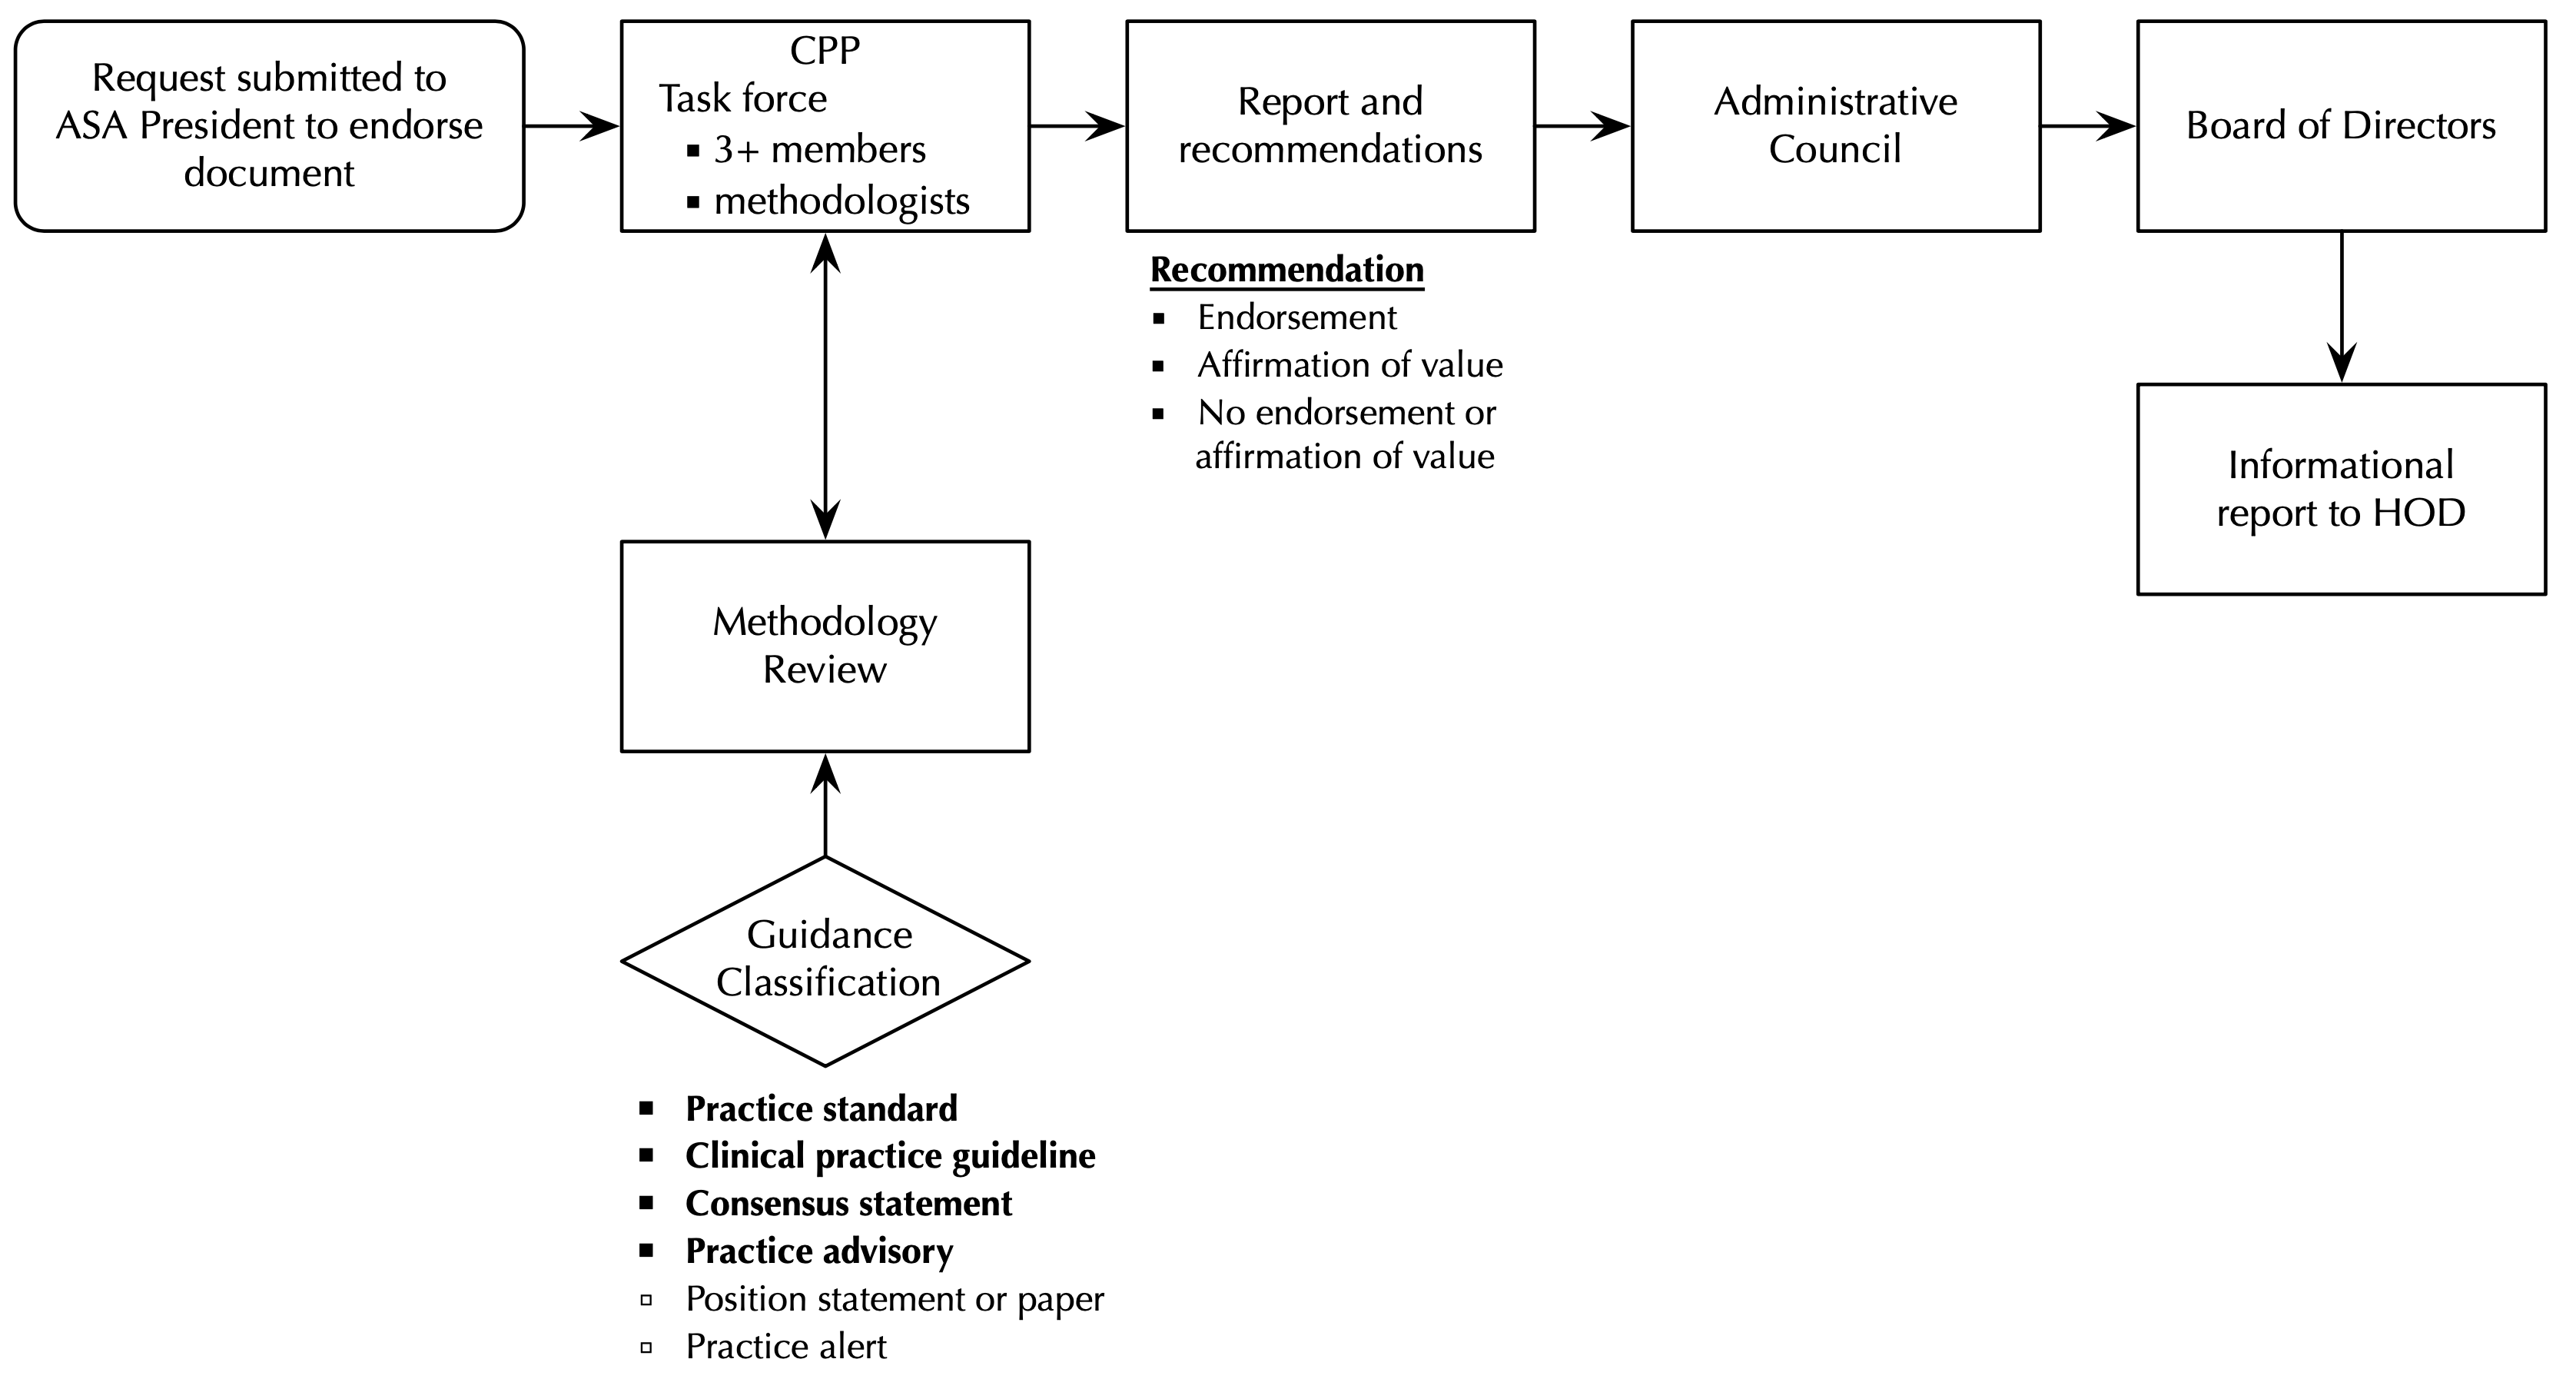 Request submitted to
ASA President to endorse
document
CPP
Task force
▪ 3+ members
▪ methodologists
Report and
recommendations
Administrative
Council
Board of Directors
Recommendation
▪ Endorsement
▪ Affirmation of value
▪ No endorsement or
affirmation of value
Informational
report to HOD
Methodology
Review
Guidance
Classification
▪ Practice standard
▪ Clinical practice guideline
▪ Consensus statement
▪ Practice advisory
▫ Position statement or paper
▫ Practice alert